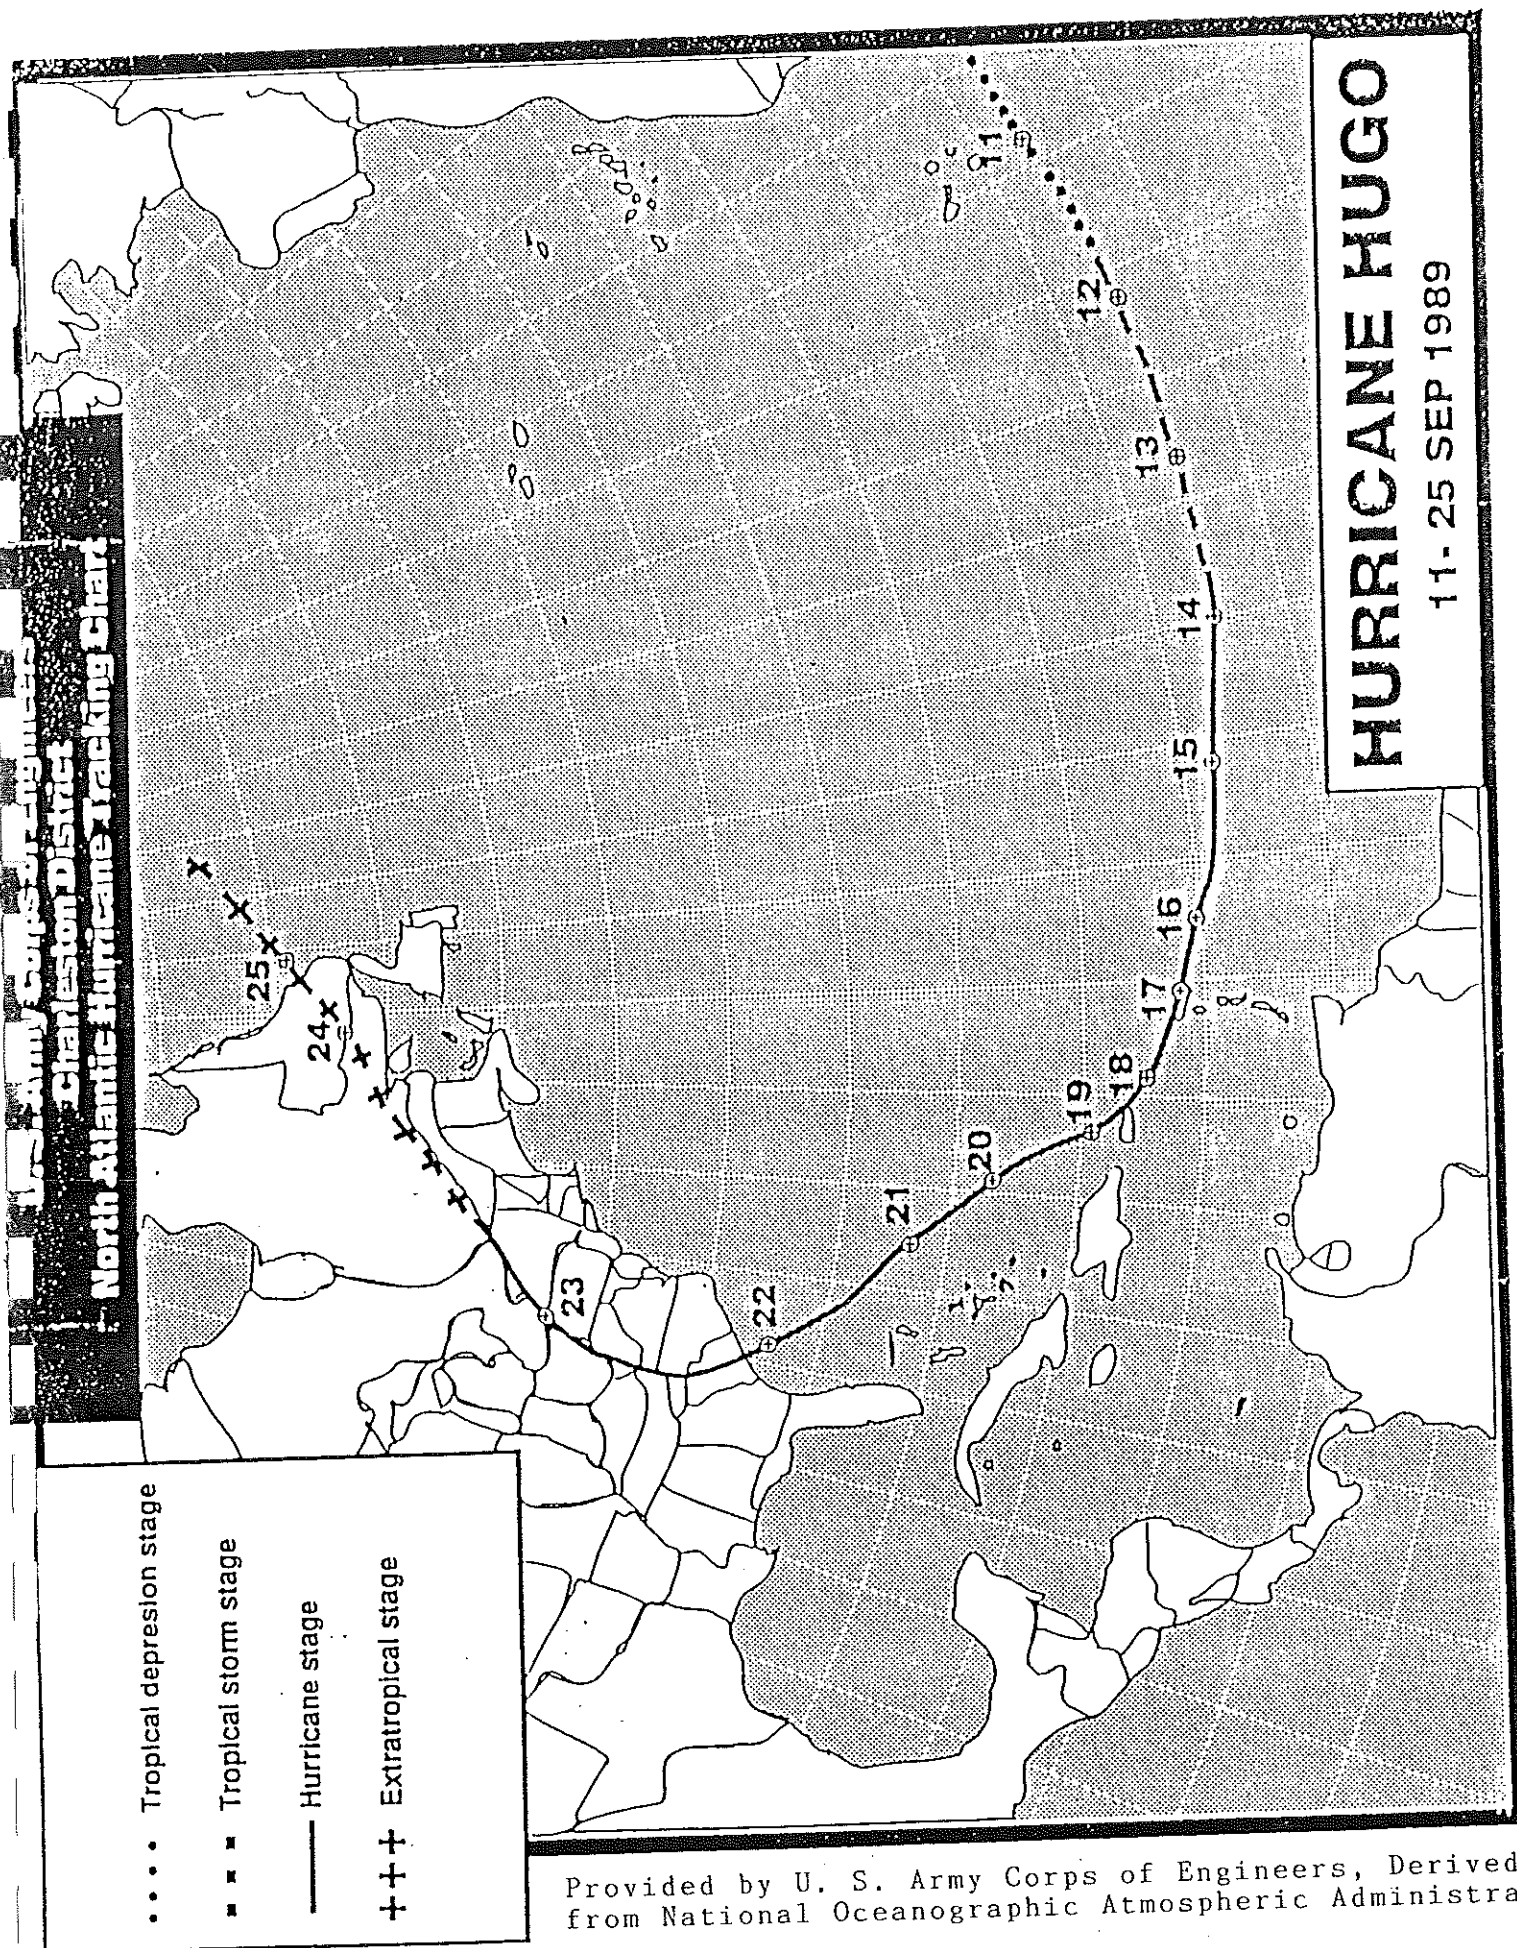 Charleston District
North Atlantic Hurricane Tracking Chart
HURRICANE HUGO
11-25 SEP 1989
11
12
13
14
15
16
17
18
19
20
21
22
23
24
25
Tropical depresion stage
Tropical storm stage
Hurricane stage
Extratropical stage
Provided by U. S. Army Corps of Engineers, Derived
from National Oceanographic Atmospheric